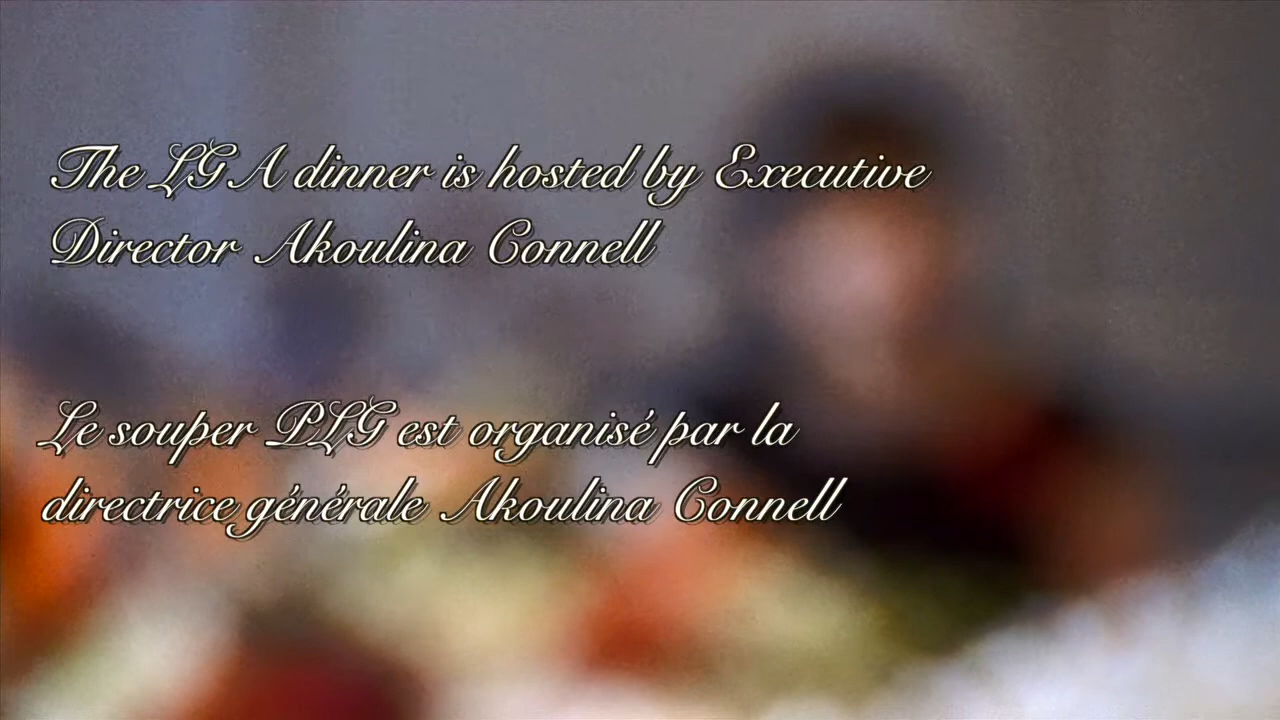 The LGA dinner is hosted by Executive
Director Akoulina Connell
Le souper PLG est organisé par la
directrice générale Akoulina Connell